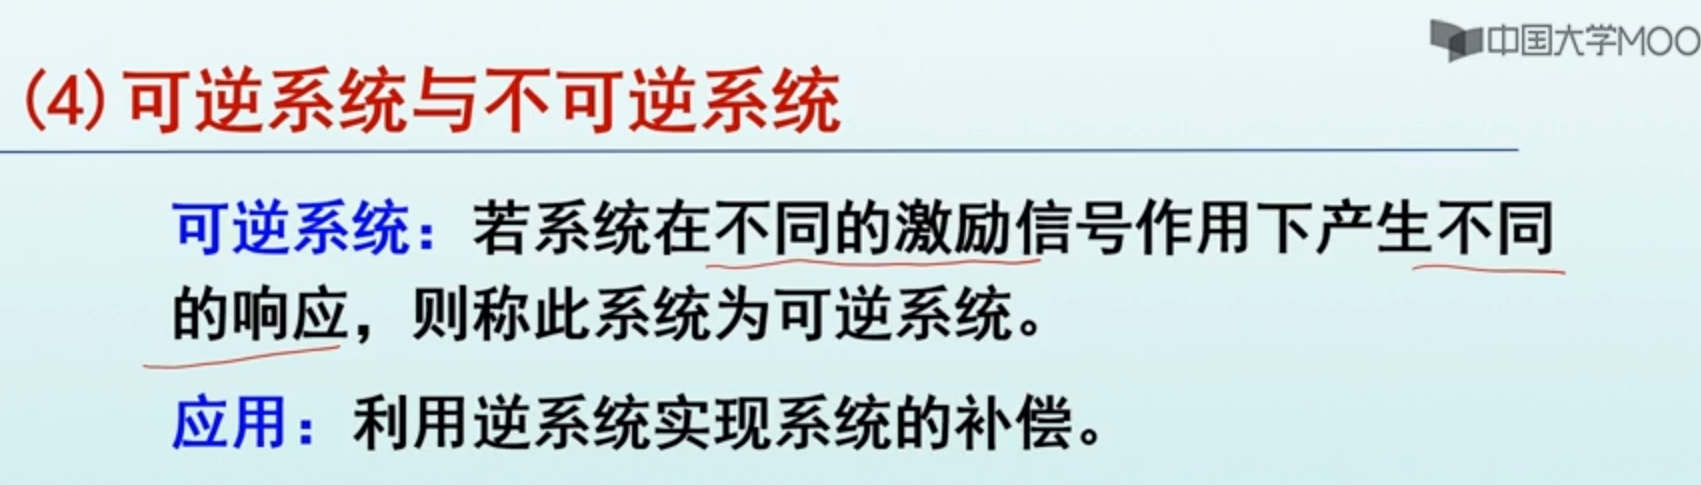 中国大学MOO
(4)可逆系统与不可逆系统
可逆系统：若系统在不同的激励信号作用下产生不同
的响应，则称此系统为可逆系统。
应用：利用逆系统实现系统的补偿。